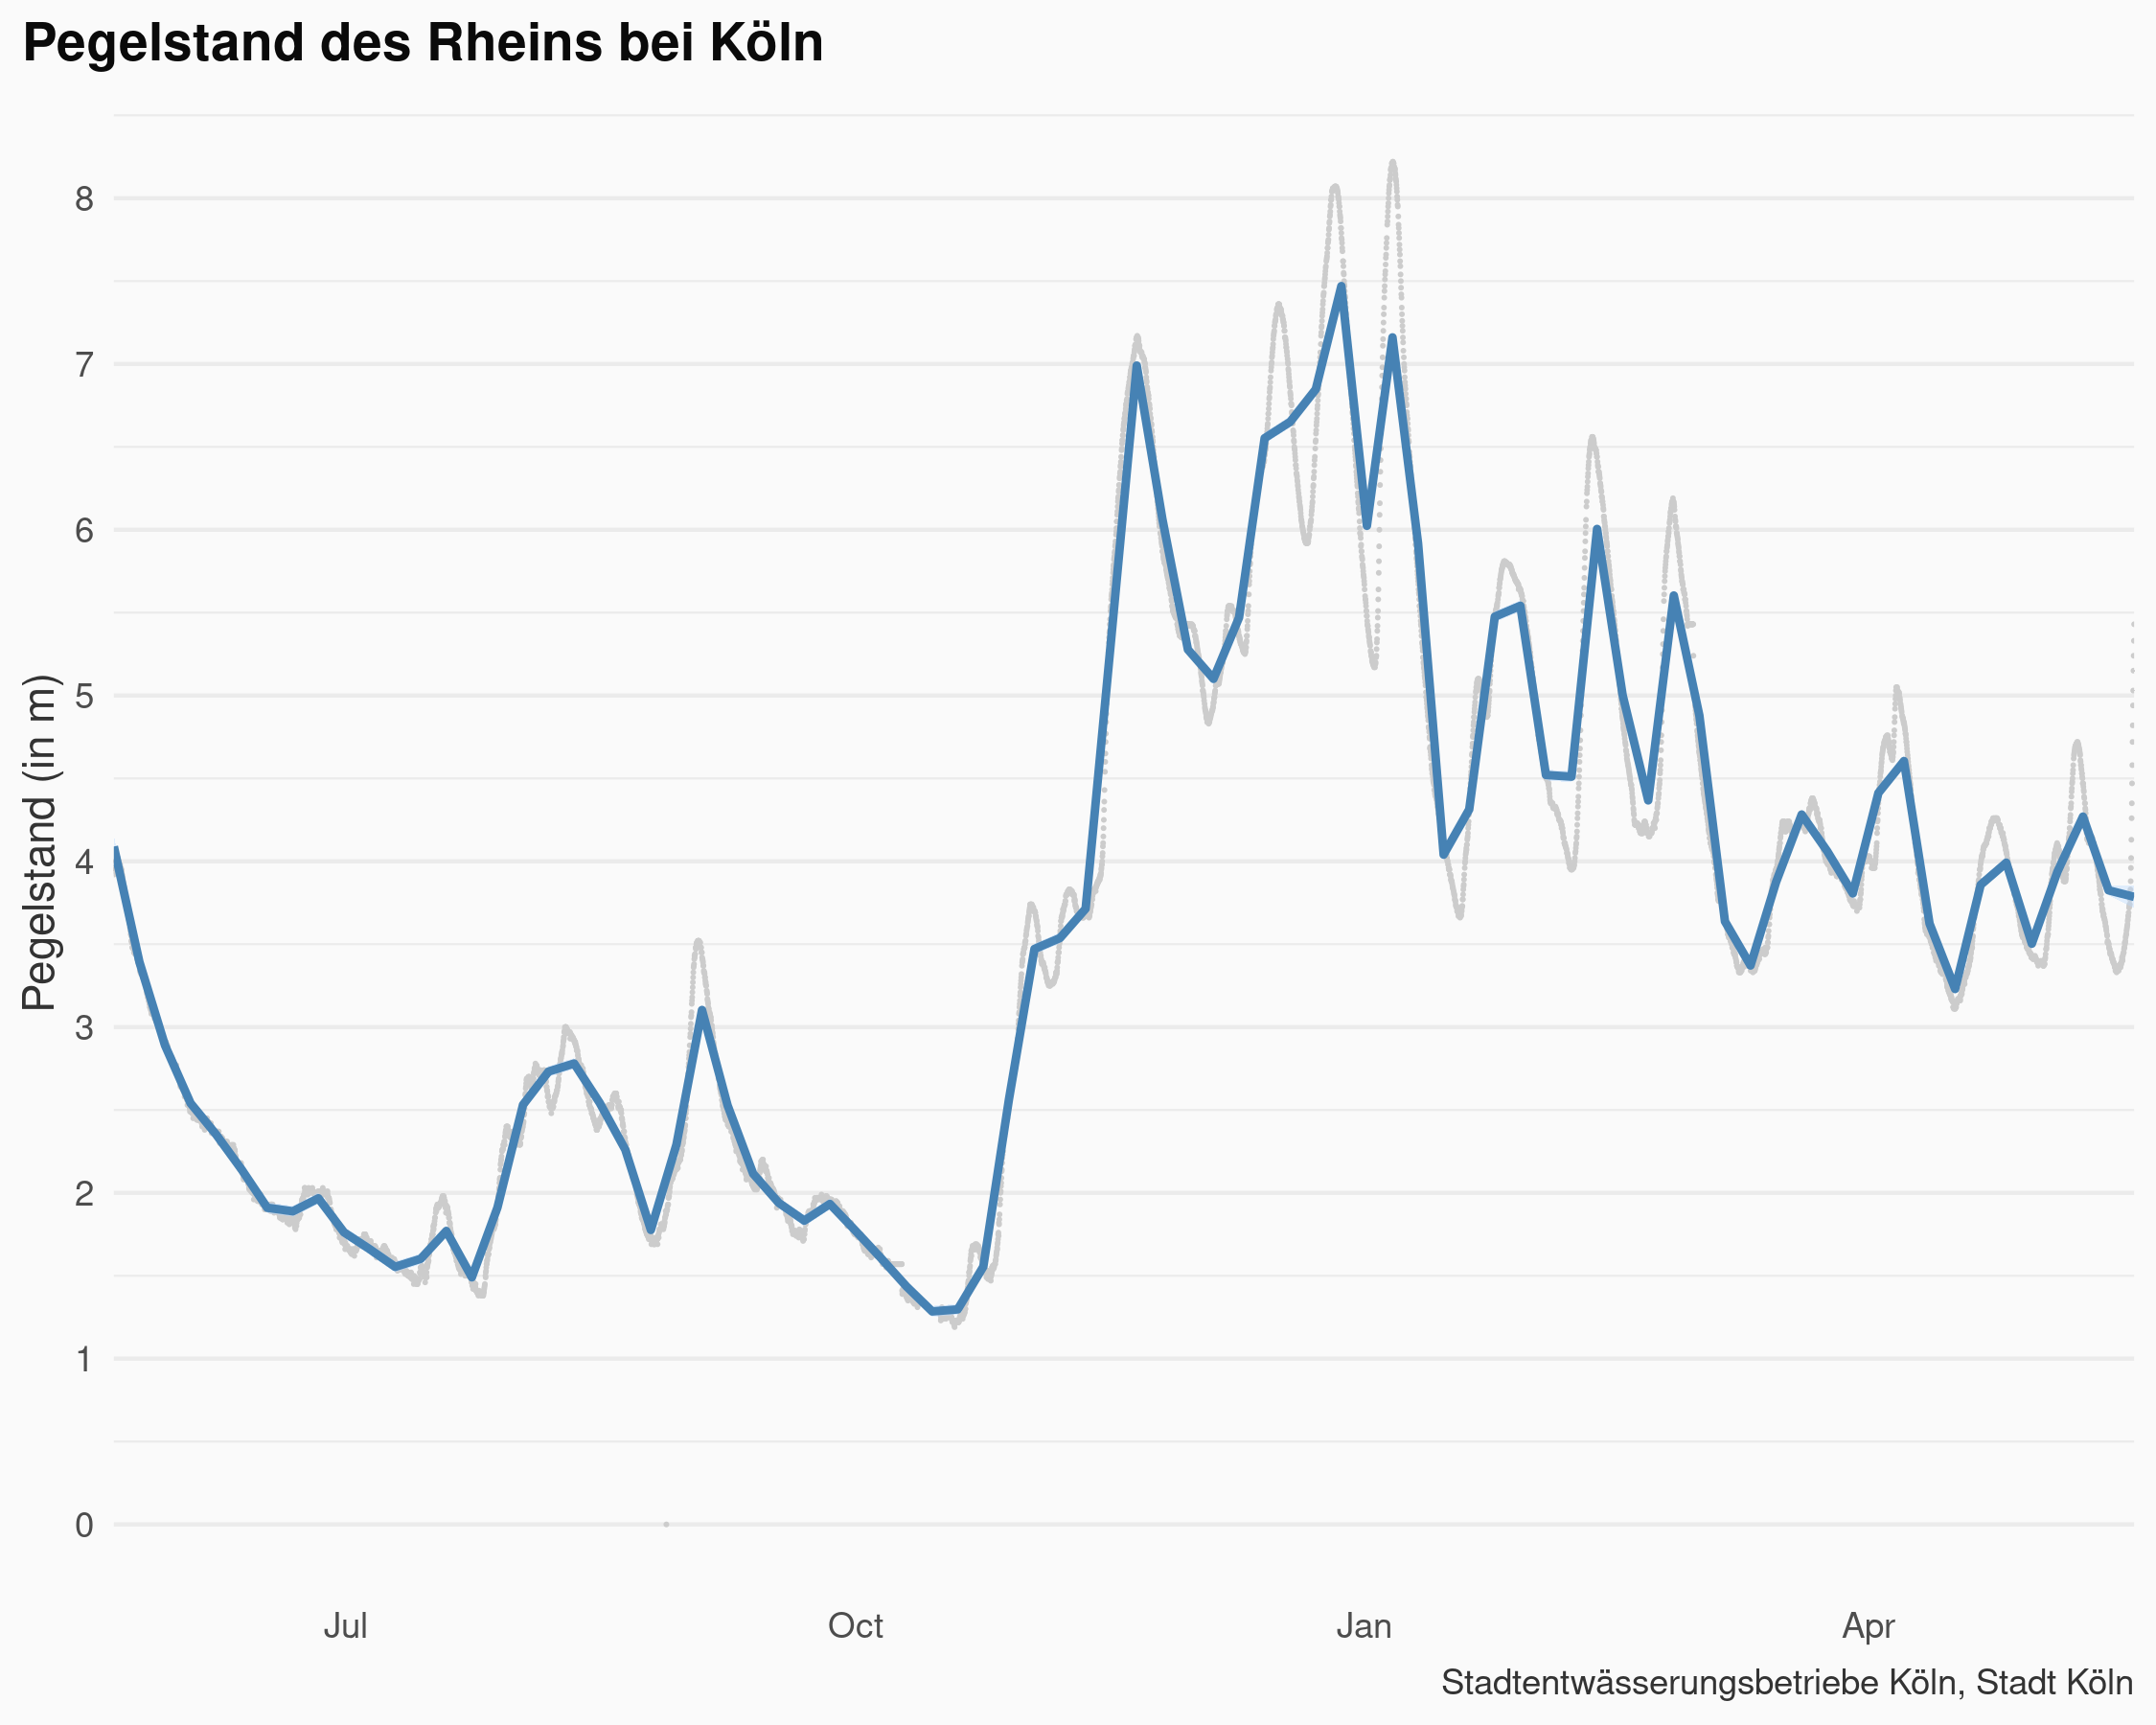 Pegelstand des Rheins bei Köln
Pegelstand (in m)
8
7
6
5
4
3
2
1
0
Jul Oct Jan Apr
Stadtentwässerungsbetriebe Köln, Stadt Köln